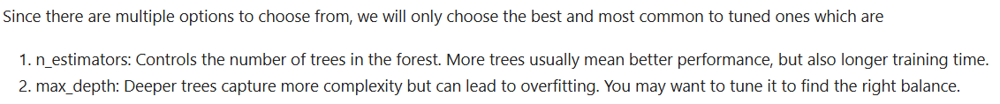 Since there are multiple options to choose from, we will only choose the best and most common to tuned ones which are
1. n_estimators: Controls the number of trees in the forest. More trees usually mean better performance, but also longer training time.
2. max_depth: Deeper trees capture more complexity but can lead to overfitting. You may want to tune it to find the right balance.